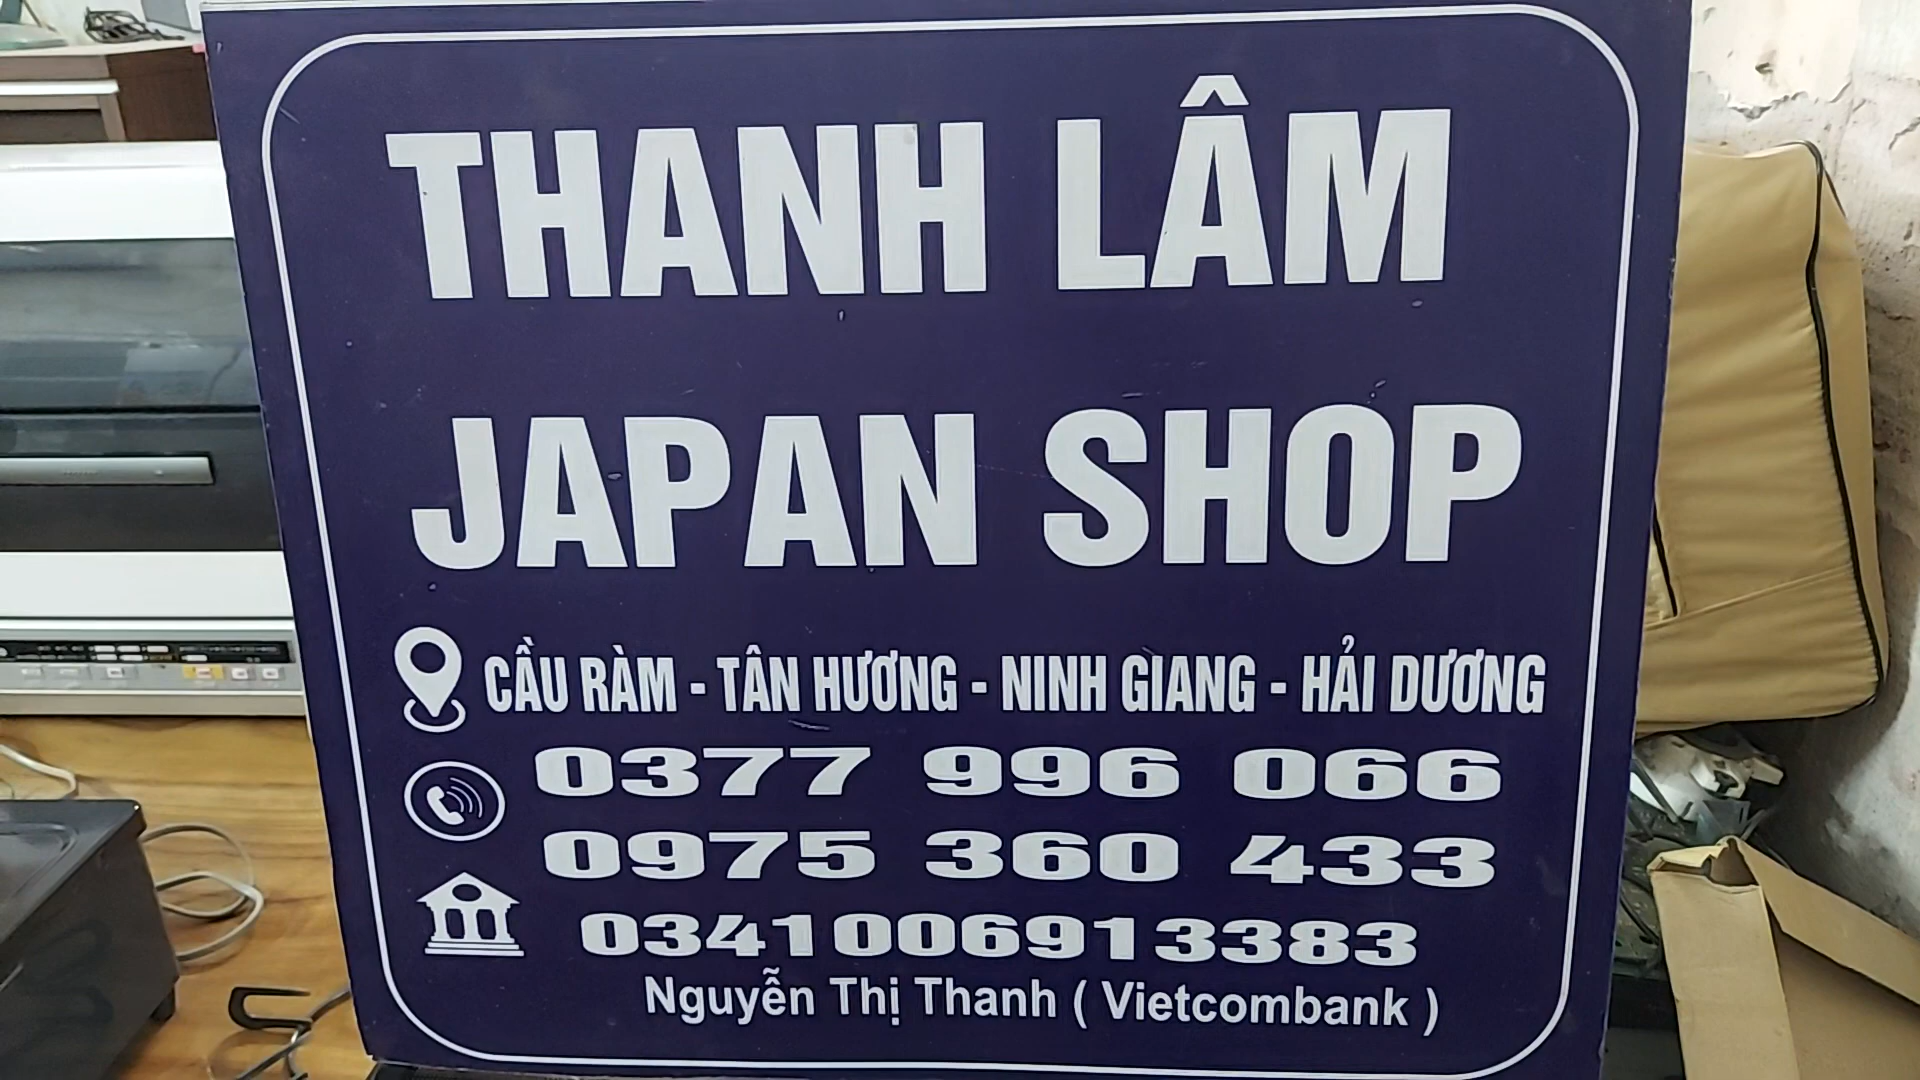 THANH LÂM
JAPAN SHOP
CẦU RÀM - TÂN HƯƠNG - NINH GIANG - HẢI DƯƠNG
0377 996 066
0975 360 433
0341006913383
Nguyễn Thị Thanh ( Vietcombank )